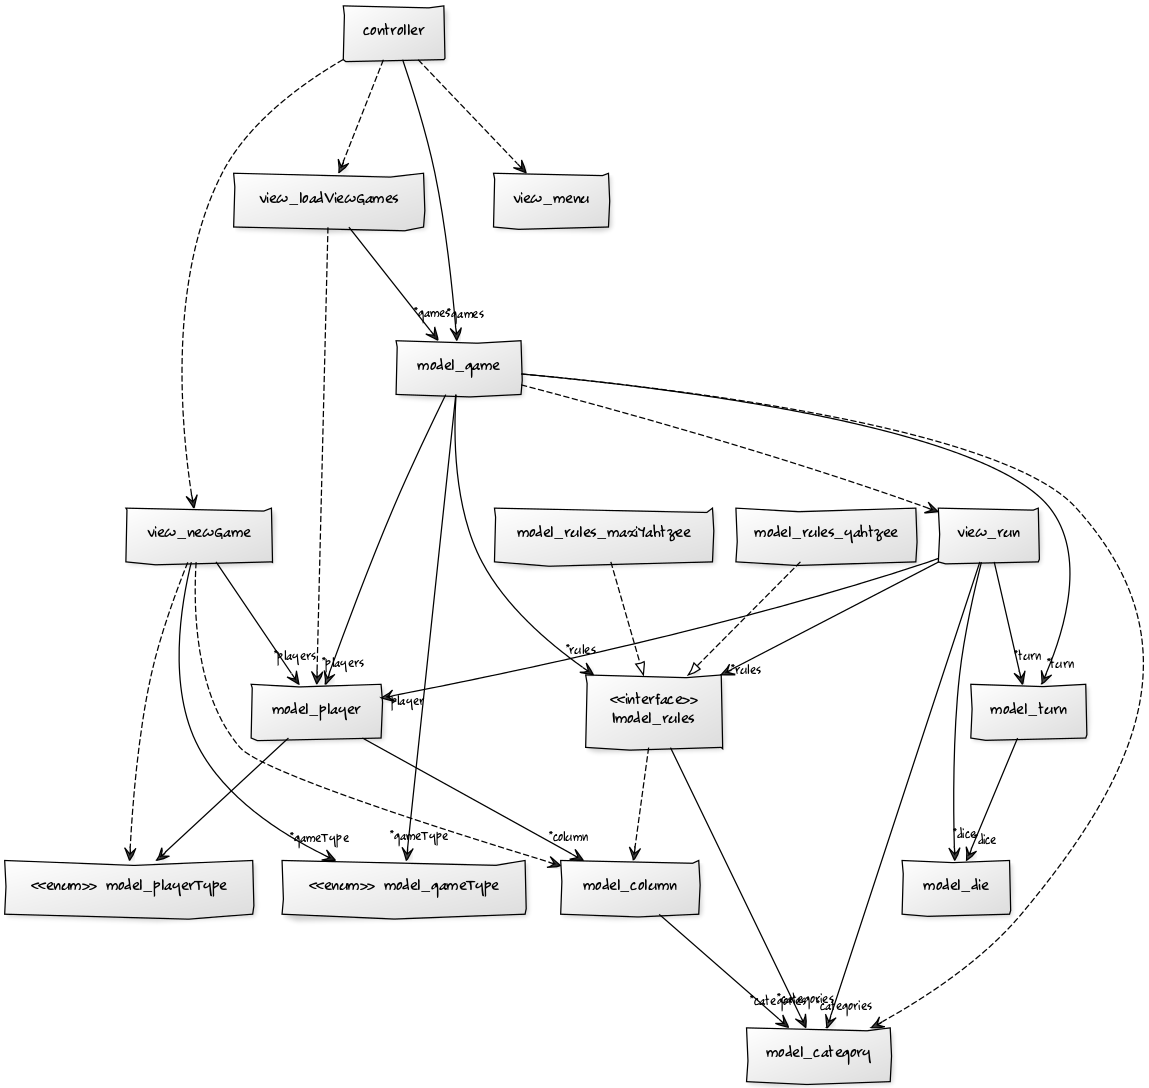 controller
view_loadViewGames
view_menu
*games
*games
model_game
view_newGame
model_rules_maxiYahtzee
model_rules_yahtzee
view_run
*players
*players
*rules
*rules
*turn
*turn
model_player
*player
<<interface>>
Imodel_rules
model_turn
*gameType
*gameType
*column
*dice
*dice
<<enum>> model_playerType
<<enum>> model_gameType
model_column
model_die
*categories
*categories
*categories
model_category